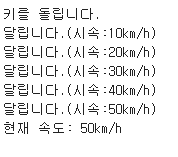 키를 돌립니다.
달립니다.(시속:10km/h)
달립니다.(시속:20km/h)
달립니다.(시속:30km/h)
달립니다.(시속:40km/h)
달립니다.(시속:50km/h)
현재 속도: 50km/h